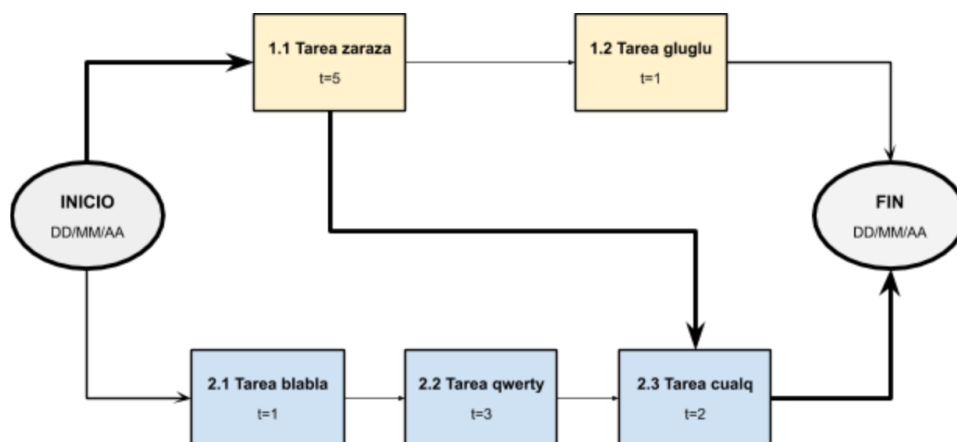 1.1 Tarea zaraza
t=5
1.2 Tarea gluglu
t=1
INICIO
DD/MM/AA
FIN
DD/MM/AA
2.1 Tarea blabla
t=1
2.2 Tarea qwerty
t=3
2.3 Tarea cualq
t=2